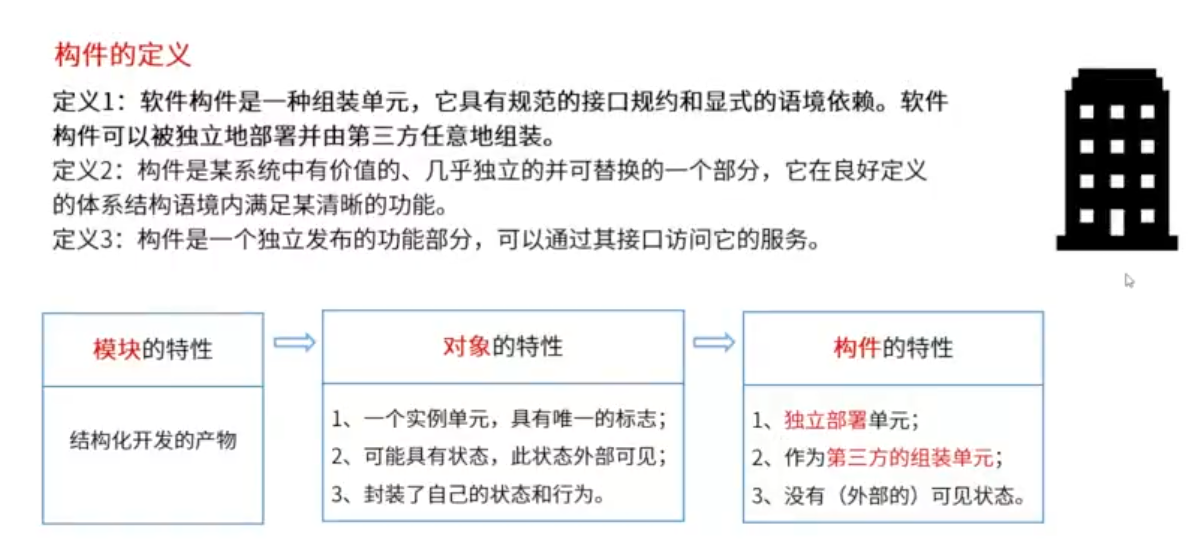 构件的定义
定义1：软件构件是一种组装单元，它具有规范的接口规约和显式的语境依赖。软件
构件可以被独立地部署并由第三方任意地组装。
定义2：构件是某系统中有价值的、几乎独立的并可替换的一个部分，它在良好定义
的体系结构语境内满足某清晰的功能。
定义3：构件是一个独立发布的功能部分，可以通过其接口访问它的服务。
模块的特性
结构化开发的产物
对象的特性
1、一个实例单元，具有唯一的标志；
2、可能具有状态，此状态外部可见；
3、封装了自己的状态和行为。
构件的特性
1、独立部署单元；
2、作为第三方的组装单元；
3、没有（外部的）可见状态。